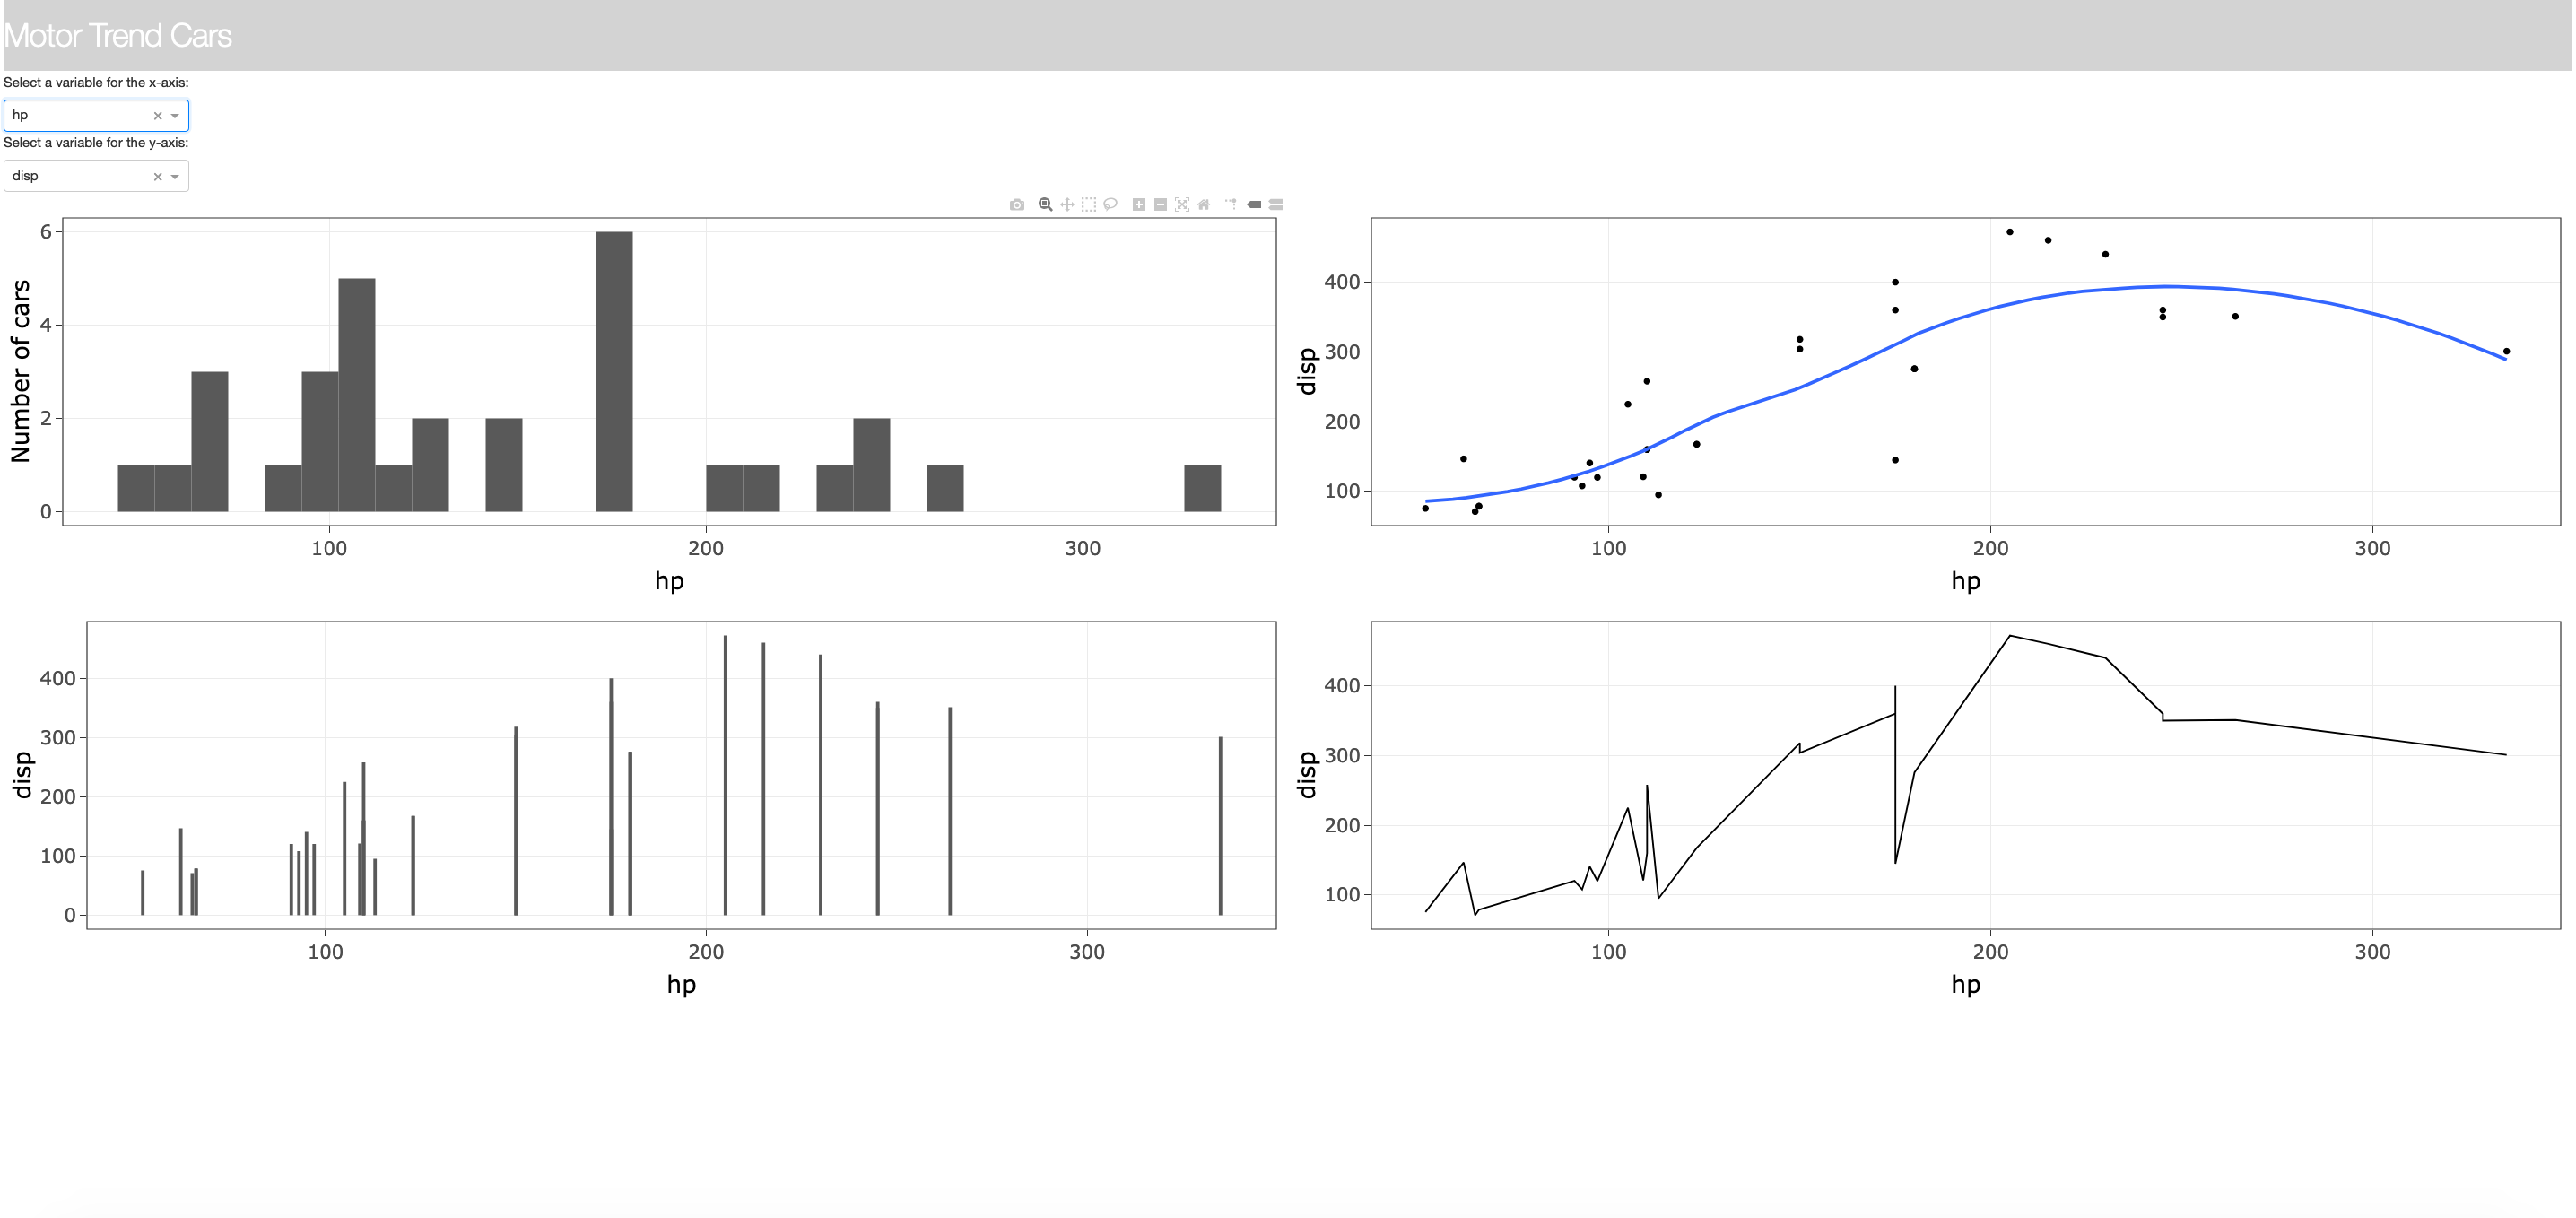 Motor Trend Cars
Select a variable for the x-axis:
hp
Select a variable for the y-axis:
disp
6
4
2
0
Number of cars
100 200 300
hp
400
300
200
100
disp
100 200 300
hp
400
300
200
100
0
disp
100 200 300
hp
400
300
200
100
disp
100 200 300
hp